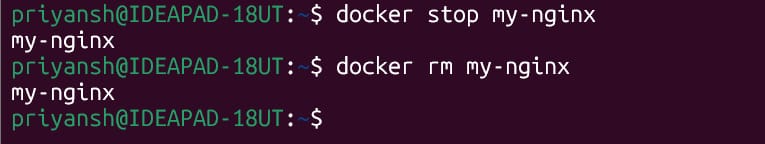 priyansh@IDEAPAD-18UT:~$ docker stop my-nginx
my-nginx
priyansh@IDEAPAD-18UT:~$ docker rm my-nginx
my-nginx
priyansh@IDEAPAD-18UT:~$